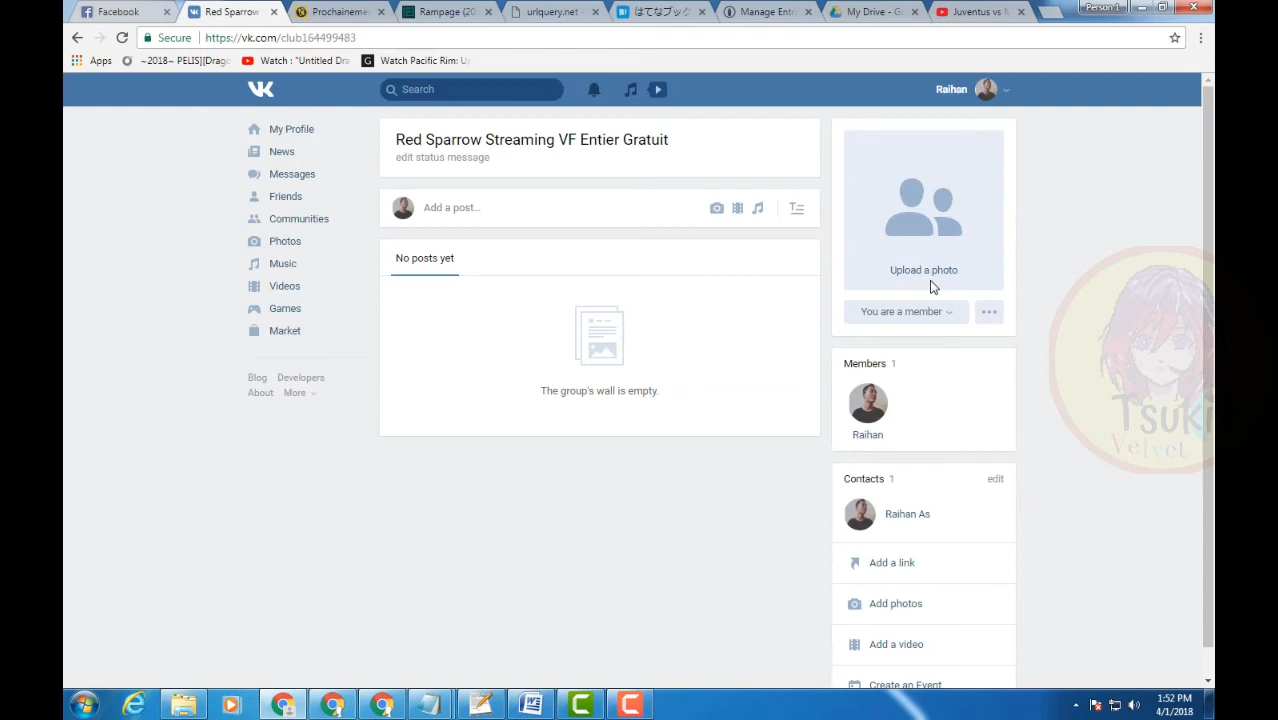 Facebook
Red Sparrow
Prochaineme
Rampage (20
urlquery.net -
はてなブック
Manage Entr
My Drive - Go
Juventus vs M
Person 1
Secure https://vk.com/club164499483
Apps
~2018~ PELIS][Drago
Watch : "Untitled Dra
Watch Pacific Rim: Up
Search
Raihan
My Profile
News
Messages
Friends
Communities
Photos
Music
Videos
Games
Market
Blog Developers
About More
Red Sparrow Streaming VF Entier Gratuit
edit status message
Add a post...
No posts yet
The group's wall is empty.
Upload a photo
You are a member
Members 1
Raihan
Contacts 1 edit
Raihan As
Add a link
Add photos
Add a video
Create an Event
Tsuki
Velvet
1:52 PM
4/1/2018